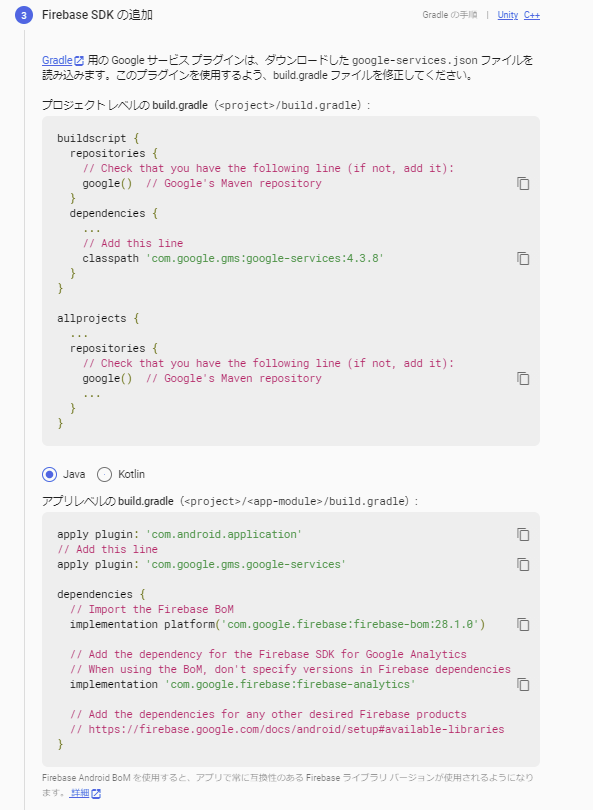 3 Firebase SDK の追加 Gradle の手順 | Unity C++
Gradle 用の Google サービス プラグインは、ダウンロードした google-services.json ファイルを
読み込みます。このプラグインを使用するよう、build.gradle ファイルを修正してください。
プロジェクト レベルの build.gradle（<project>/build.gradle）:
buildscript {
  repositories {
    // Check that you have the following line (if not, add it):
    google()  // Google's Maven repository
  }
  dependencies {
    ...
    // Add this line
    classpath 'com.google.gms:google-services:4.3.8'
  }
}
allprojects {
  ...
  repositories {
    // Check that you have the following line (if not, add it):
    google()  // Google's Maven repository
    ...
  }
}
Java Kotlin
アプリレベルの build.gradle（<project>/<app-module>/build.gradle）:
apply plugin: 'com.android.application'
// Add this line
apply plugin: 'com.google.gms.google-services'
dependencies {
  // Import the Firebase BoM
  implementation platform('com.google.firebase:firebase-bom:28.1.0')
  // Add the dependency for the Firebase SDK for Google Analytics
  // When using the BoM, don't specify versions in Firebase dependencies
  implementation 'com.google.firebase:firebase-analytics'
  // Add the dependencies for any other desired Firebase products
  // https://firebase.google.com/docs/android/setup#available-libraries
}
Firebase Android BoM を使用すると、アプリで常に互換性のある Firebase ライブラリ バージョンが使用されるようになり
ます。詳細